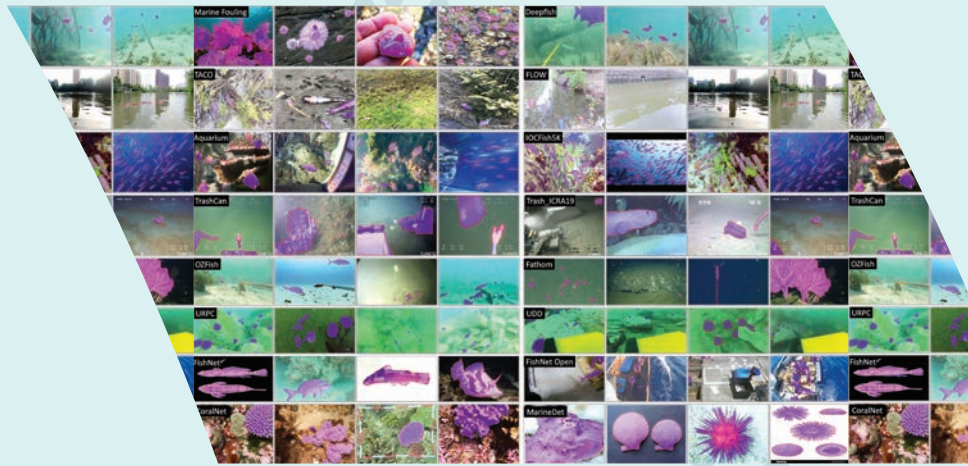 Marine Fouling
Deepfish
TACO
FLOW
TAC
Aquarium
IOCFish5K
Aquarium
TrashCan
Trash_ICRA19
TrashCan
OZFish
Fathom
OZFish
URPC
UDD
URPC
FishNet
FishNet Open
FishNet
CoralNet
MarineDet
CoralNet